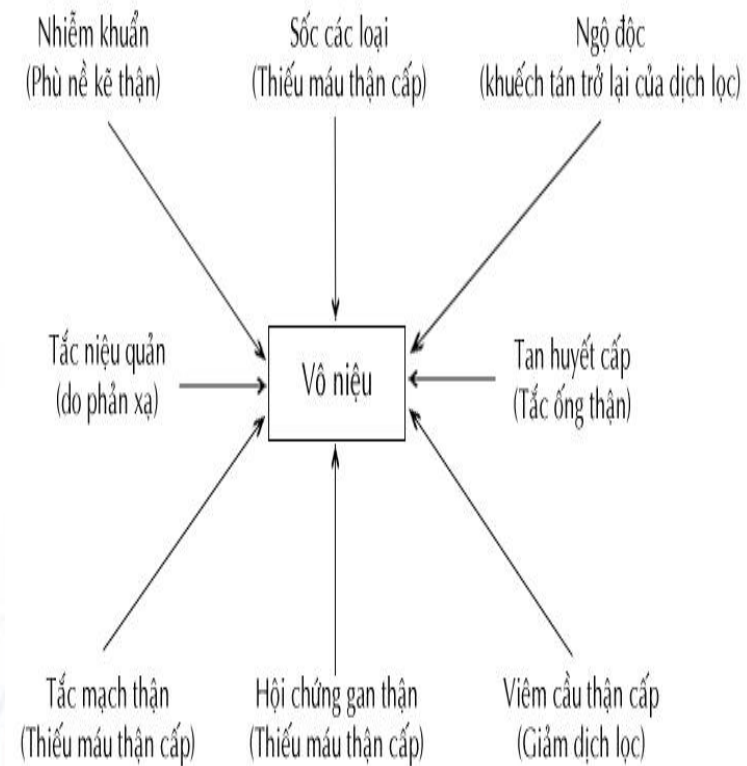 Nhiễm khuẩn
(Phù nề kẽ thận)
Sốc các loại
(Thiếu máu thận cấp)
Ngộ độc
(khuếch tán trở lại của dịch lọc)
Tắc niệu quản
(do phản xạ)
Vô niệu
Tan huyết cấp
(Tắc ống thận)
Tắc mạch thận
(Thiếu máu thận cấp)
Hội chứng gan thận
(Thiếu máu thận cấp)
Viêm cầu thận cấp
(Giảm dịch lọc)